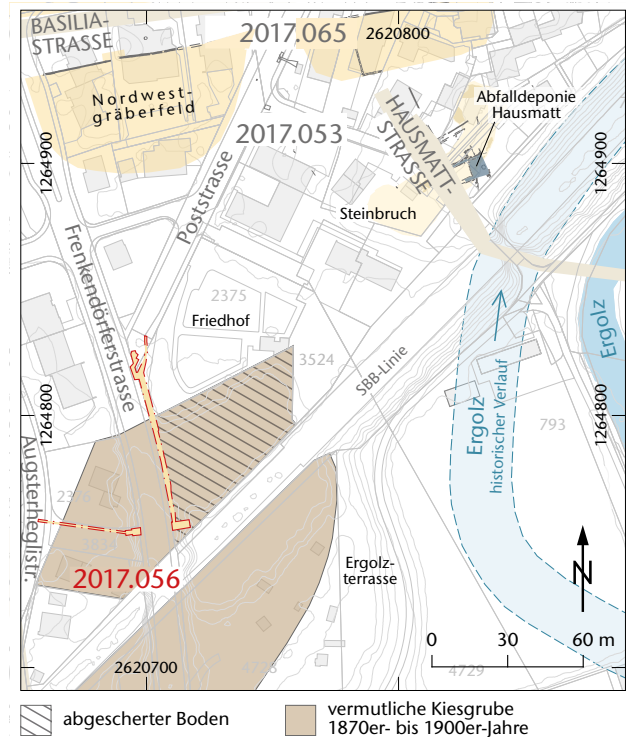 BASILIA-
STRASSE
2017.065
2620800
Nordwest-
gräberfeld
Abfalldeponie
Hausmatt
2017.053
HAUSMATT-
STRASSE
1264900
1264900
Poststrasse
Steinbruch
Frenkendörferstrasse
2375
Friedhof
3524
SBB-Linie
Ergolz
Ergolz
historischer Verlauf
793
1264800
1264800
Augsterheglistr.
2017.056
Ergolz-
terrasse
N
0 30 60 m
2620700
4729
abgescherter Boden
vermutliche Kiesgrube
1870er- bis 1900er-Jahre